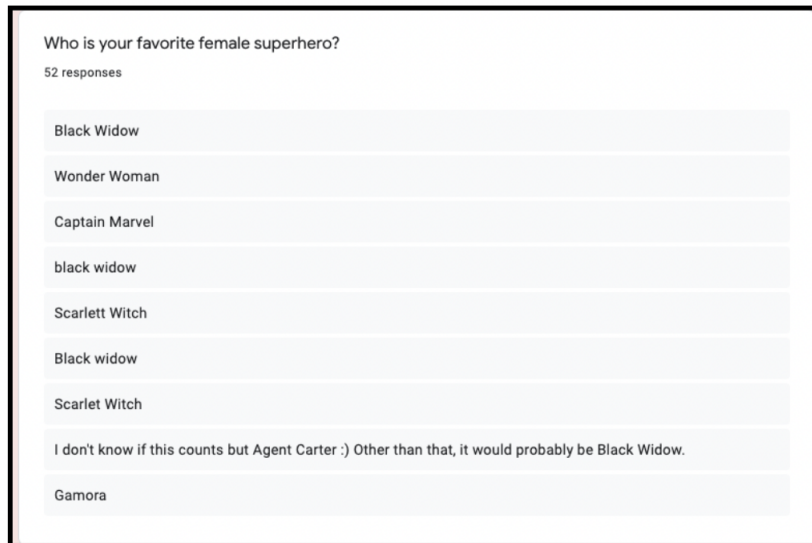 Who is your favorite female superhero?
52 responses
Black Widow
Wonder Woman
Captain Marvel
black widow
Scarlett Witch
Black widow
Scarlet Witch
I don't know if this counts but Agent Carter :) Other than that, it would probably be Black Widow.
Gamora